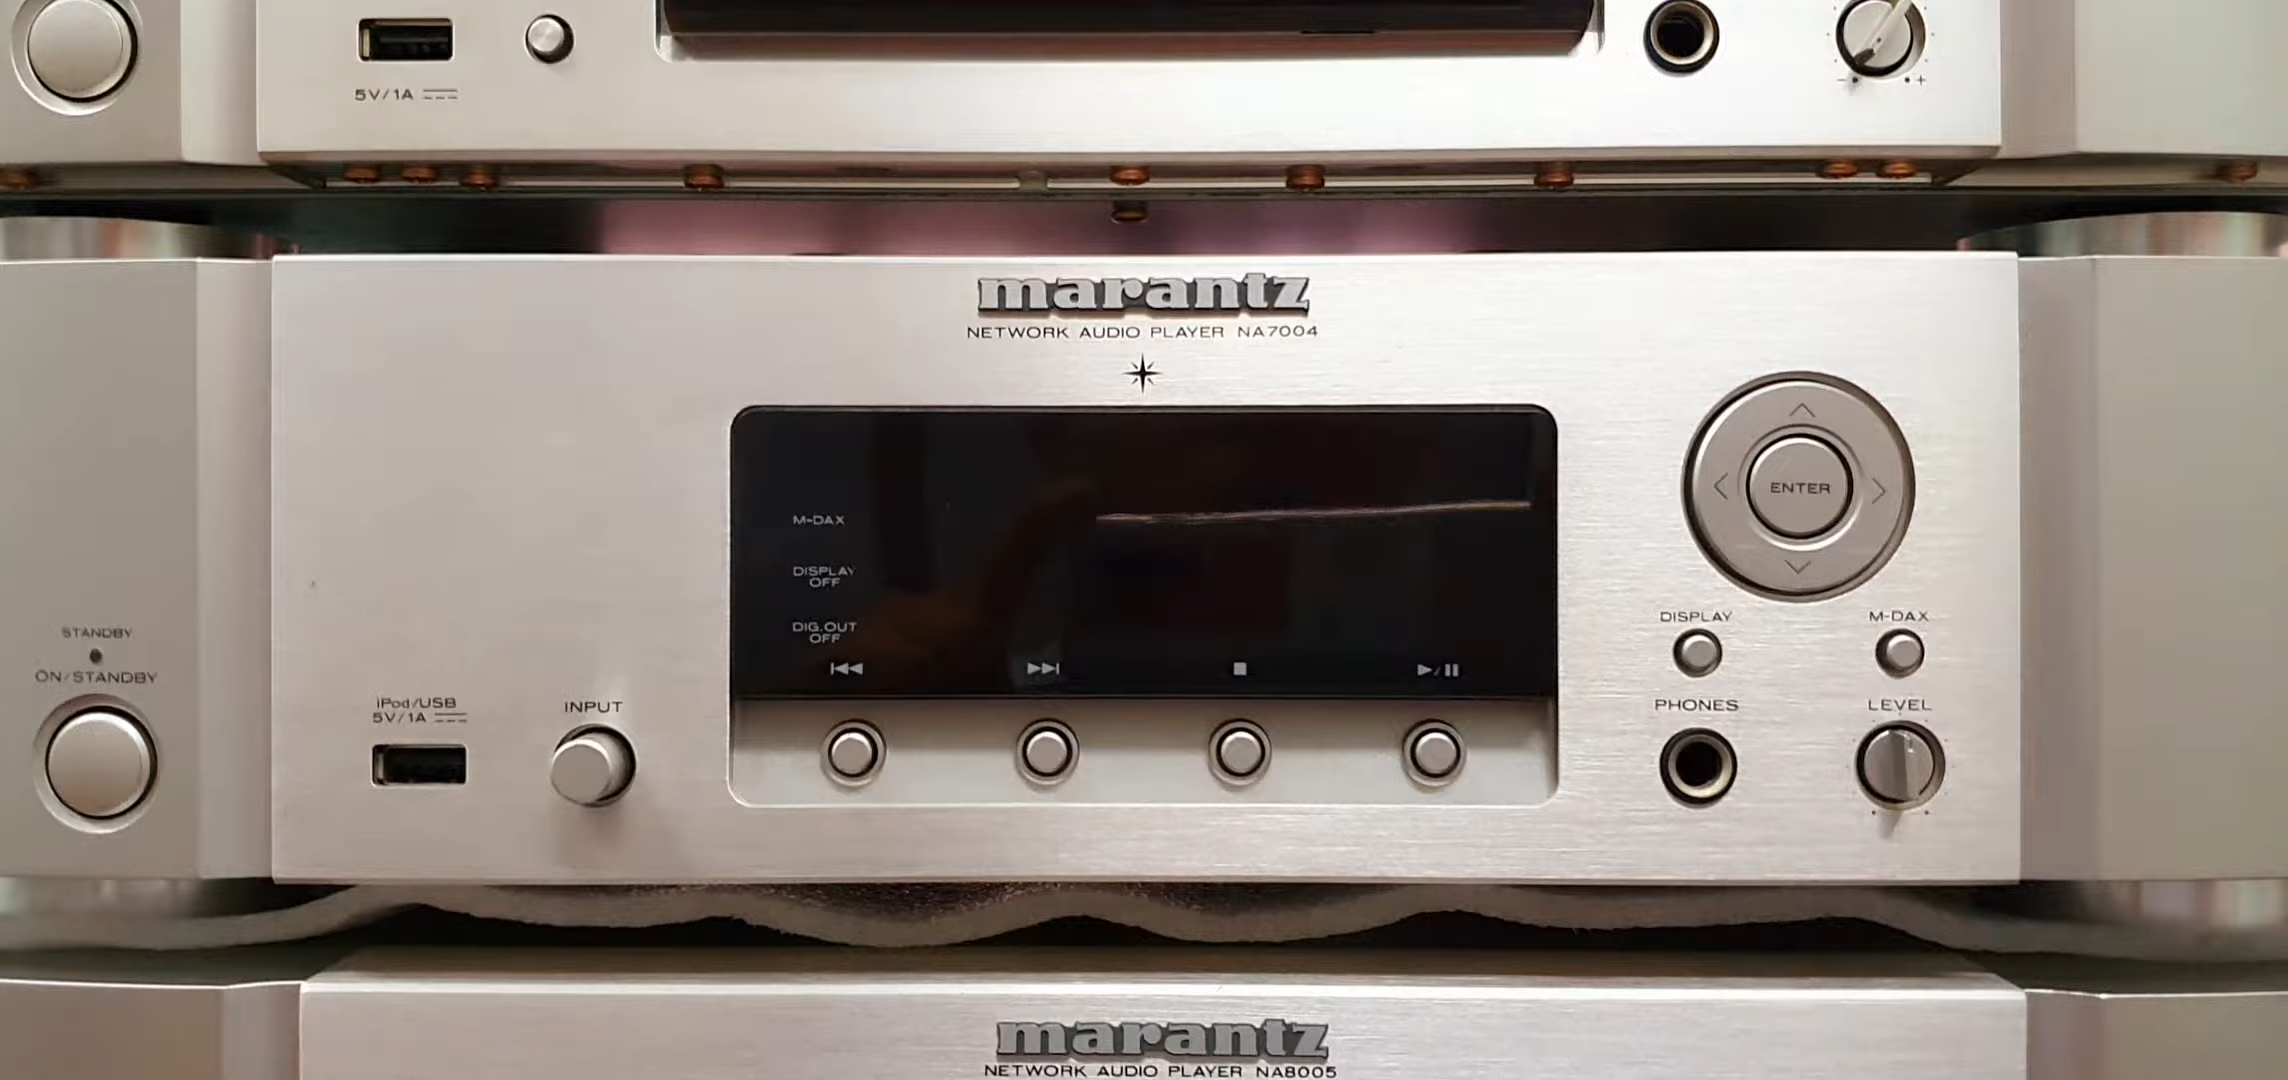 5V/1A
marantz
NETWORK AUDIO PLAYER NA7004
ENTER
M-DAX
DISPLAY
OFF
DIG.OUT
OFF
DISPLAY
M-DAX
STANDBY
ON/STANDBY
iPod/USB
5V/1A
INPUT
PHONES
LEVEL
marantz
NETWORK AUDIO PLAYER NA8005